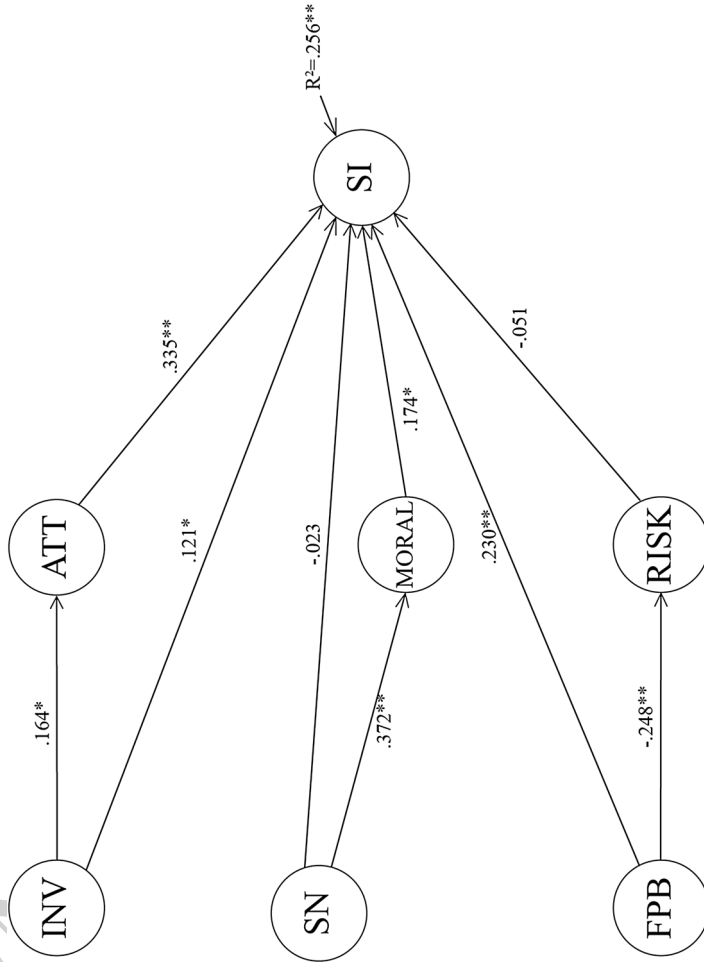 INV
SN
FPB
ATT
MORAL
RISK
SI
.164*
.121*
-.023
.372**
.230**
-.248**
.335**
.174*
-.051
R²=.256**